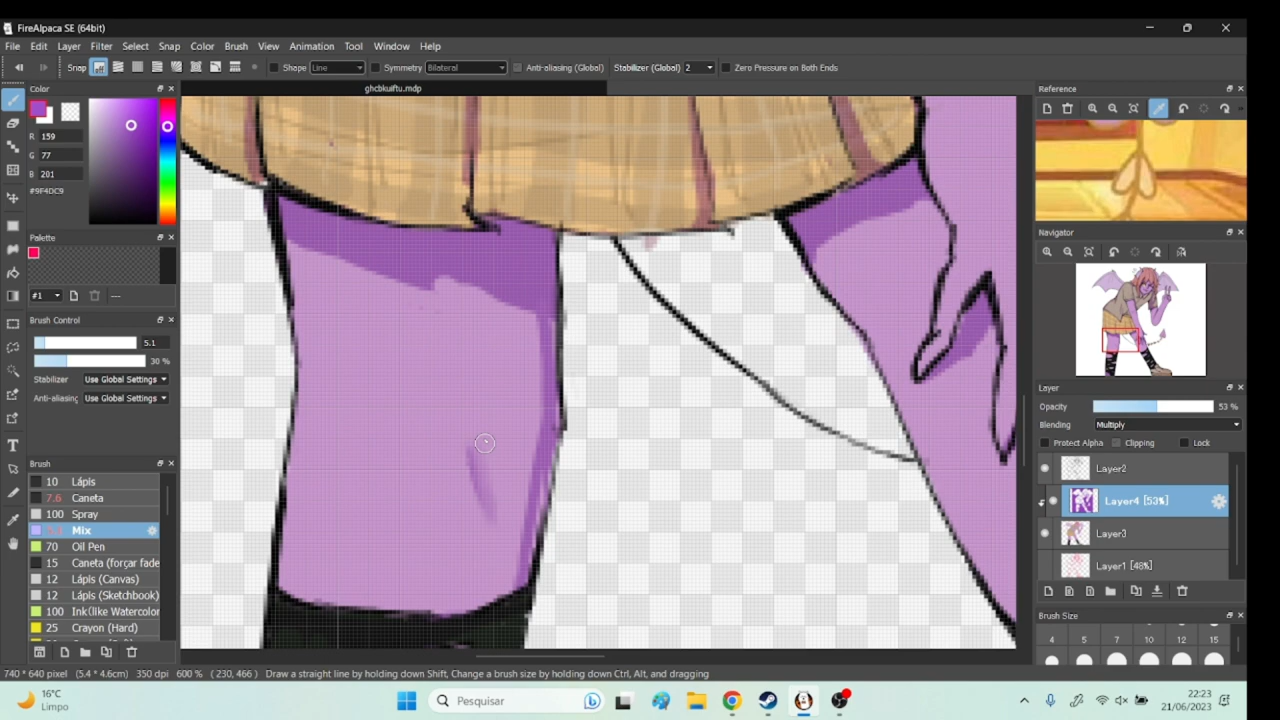 FireAlpaca SE (64bit)
File Edit Layer Filter Select Snap Color Brush View Animation Tool Window Help
Snap off Shape Line Symmetry Bilateral Anti-aliasing (Global) Stabilizer (Global) 2 Zero Pressure on Both Ends
Color
ghcbkuiftu.mdp
Reference
R 159
G 77
B 201
#9F4DC9
Palette
#1 ---
Brush Control
5.1
30 %
Stabilizer Use Global Settings
Anti-aliasing Use Global Settings
Brush
10 Lápis
7.6 Caneta
100 Spray
Mix
70 Oil Pen
15 Caneta (forçar fade
12 Lápis (Canvas)
12 Lápis (Sketchbook)
100 Ink(like Watercolor
25 Crayon (Hard)
Navigator
Layer
Opacity 53 %
Blending Multiply
Protect Alpha Clipping Lock
Layer2
Layer4 [53%]
Layer3
Layer1 [48%]
Brush Size
4 5 7 10 12 15
740 * 640 pixel (5.4 * 4.6cm) 350 dpi 600 % ( 230, 466 ) Draw a straight line by holding down Shift, Change a brush size by holding down Ctrl, Alt, and dragging
16°C
Limpo
Pesquisar
22:23
21/06/2023